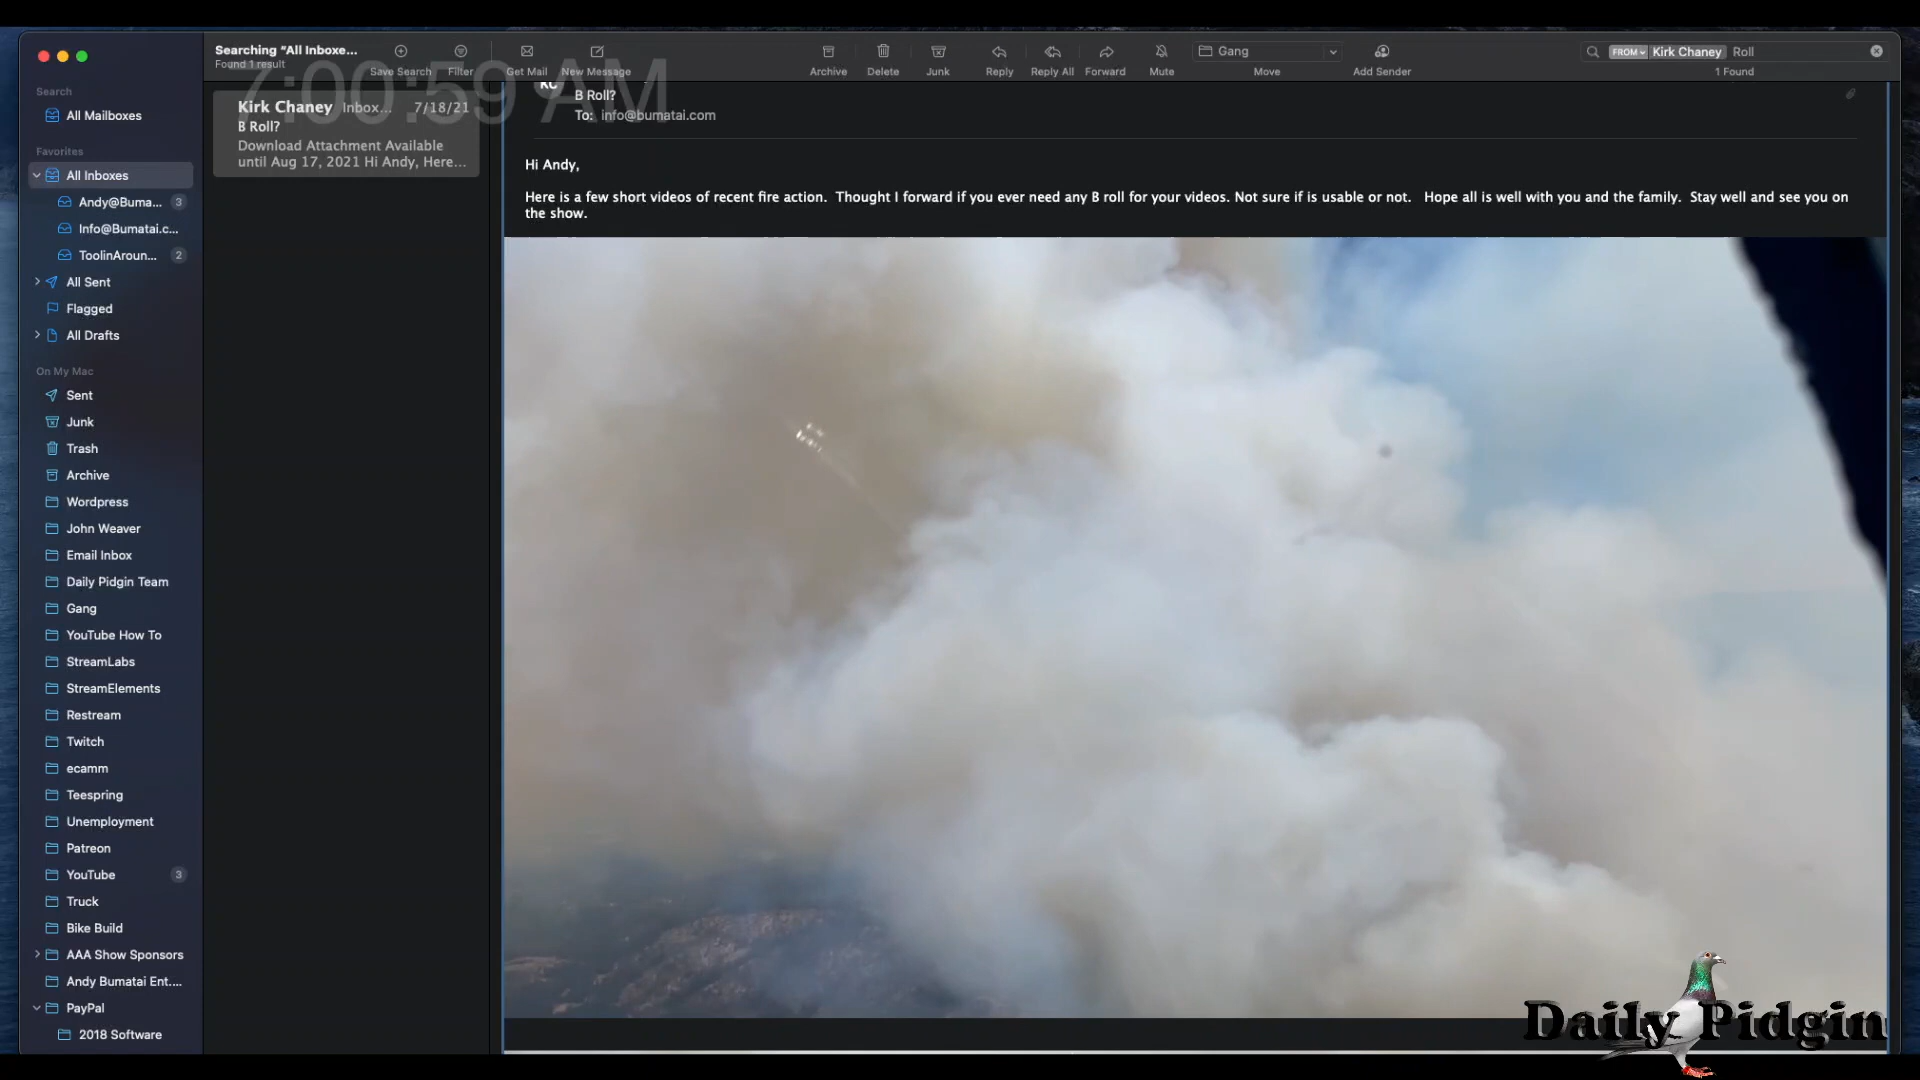 Searching “All Inboxe...
Found 1 result
Save Search
Filter
Get Mail
New Message
Archive
Delete
Junk
Reply
Reply All
Forward
Mute
Gang
Move
Add Sender
FROM Kirk Chaney Roll
1 Found
7:00:59 AM
Search
All Mailboxes
Favorites
All Inboxes
Andy@Buma... 3
Info@Bumatai.c...
ToolinAroun... 2
All Sent
Flagged
All Drafts
On My Mac
Sent
Junk
Trash
Archive
Wordpress
John Weaver
Email Inbox
Daily Pidgin Team
Gang
YouTube How To
StreamLabs
StreamElements
Restream
Twitch
ecamm
Teespring
Unemployment
Patreon
YouTube 3
Truck
Bike Build
AAA Show Sponsors
Andy Bumatai Ent....
PayPal
2018 Software
Kirk Chaney Inbox... 7/18/21
B Roll?
Download Attachment Available
until Aug 17, 2021 Hi Andy, Here...
KC
B Roll?
To: info@bumatai.com
Hi Andy,
Here is a few short videos of recent fire action. Thought I forward if you ever need any B roll for your videos. Not sure if is usable or not. Hope all is well with you and the family. Stay well and see you on
the show.
Daily Pidgin